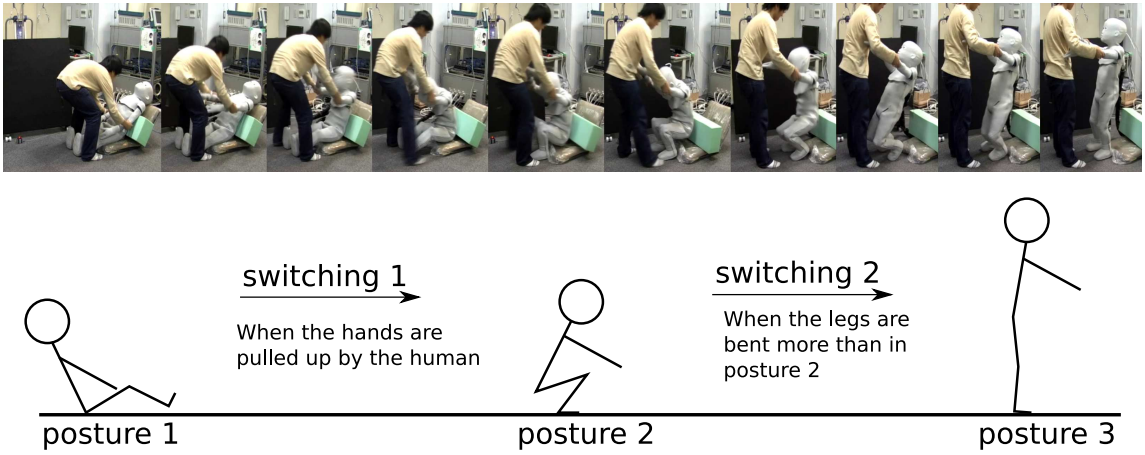 switching 1
When the hands are
pulled up by the human
switching 2
When the legs are
bent more than in
posture 2
posture 1
posture 2
posture 3